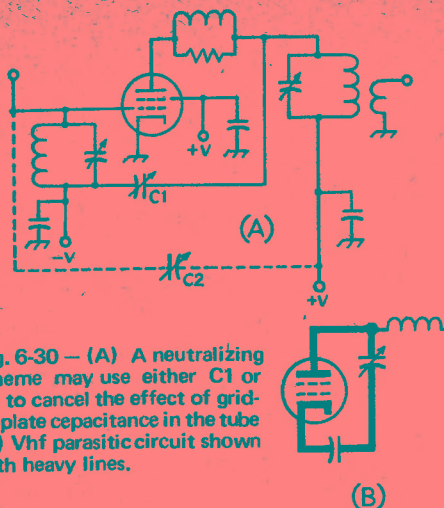 +V
C1
(A)
-V
C2
+V
g. 6-30 — (A) A neutralizing
heme may use either C1 or
to cancel the effect of grid-
plate cepacitance in the tube
) Vhf parasitic circuit shown
th heavy lines.
(B)